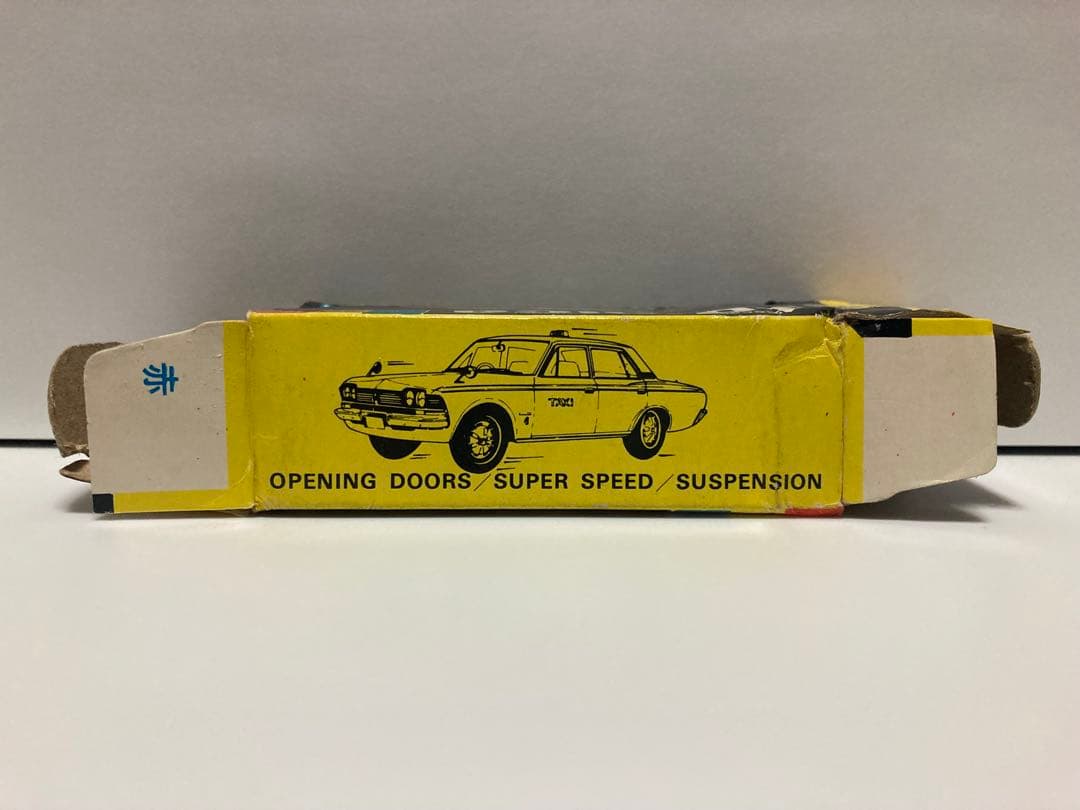 赤
TAXI
OPENING DOORS/SUPER SPEED/SUSPENSION